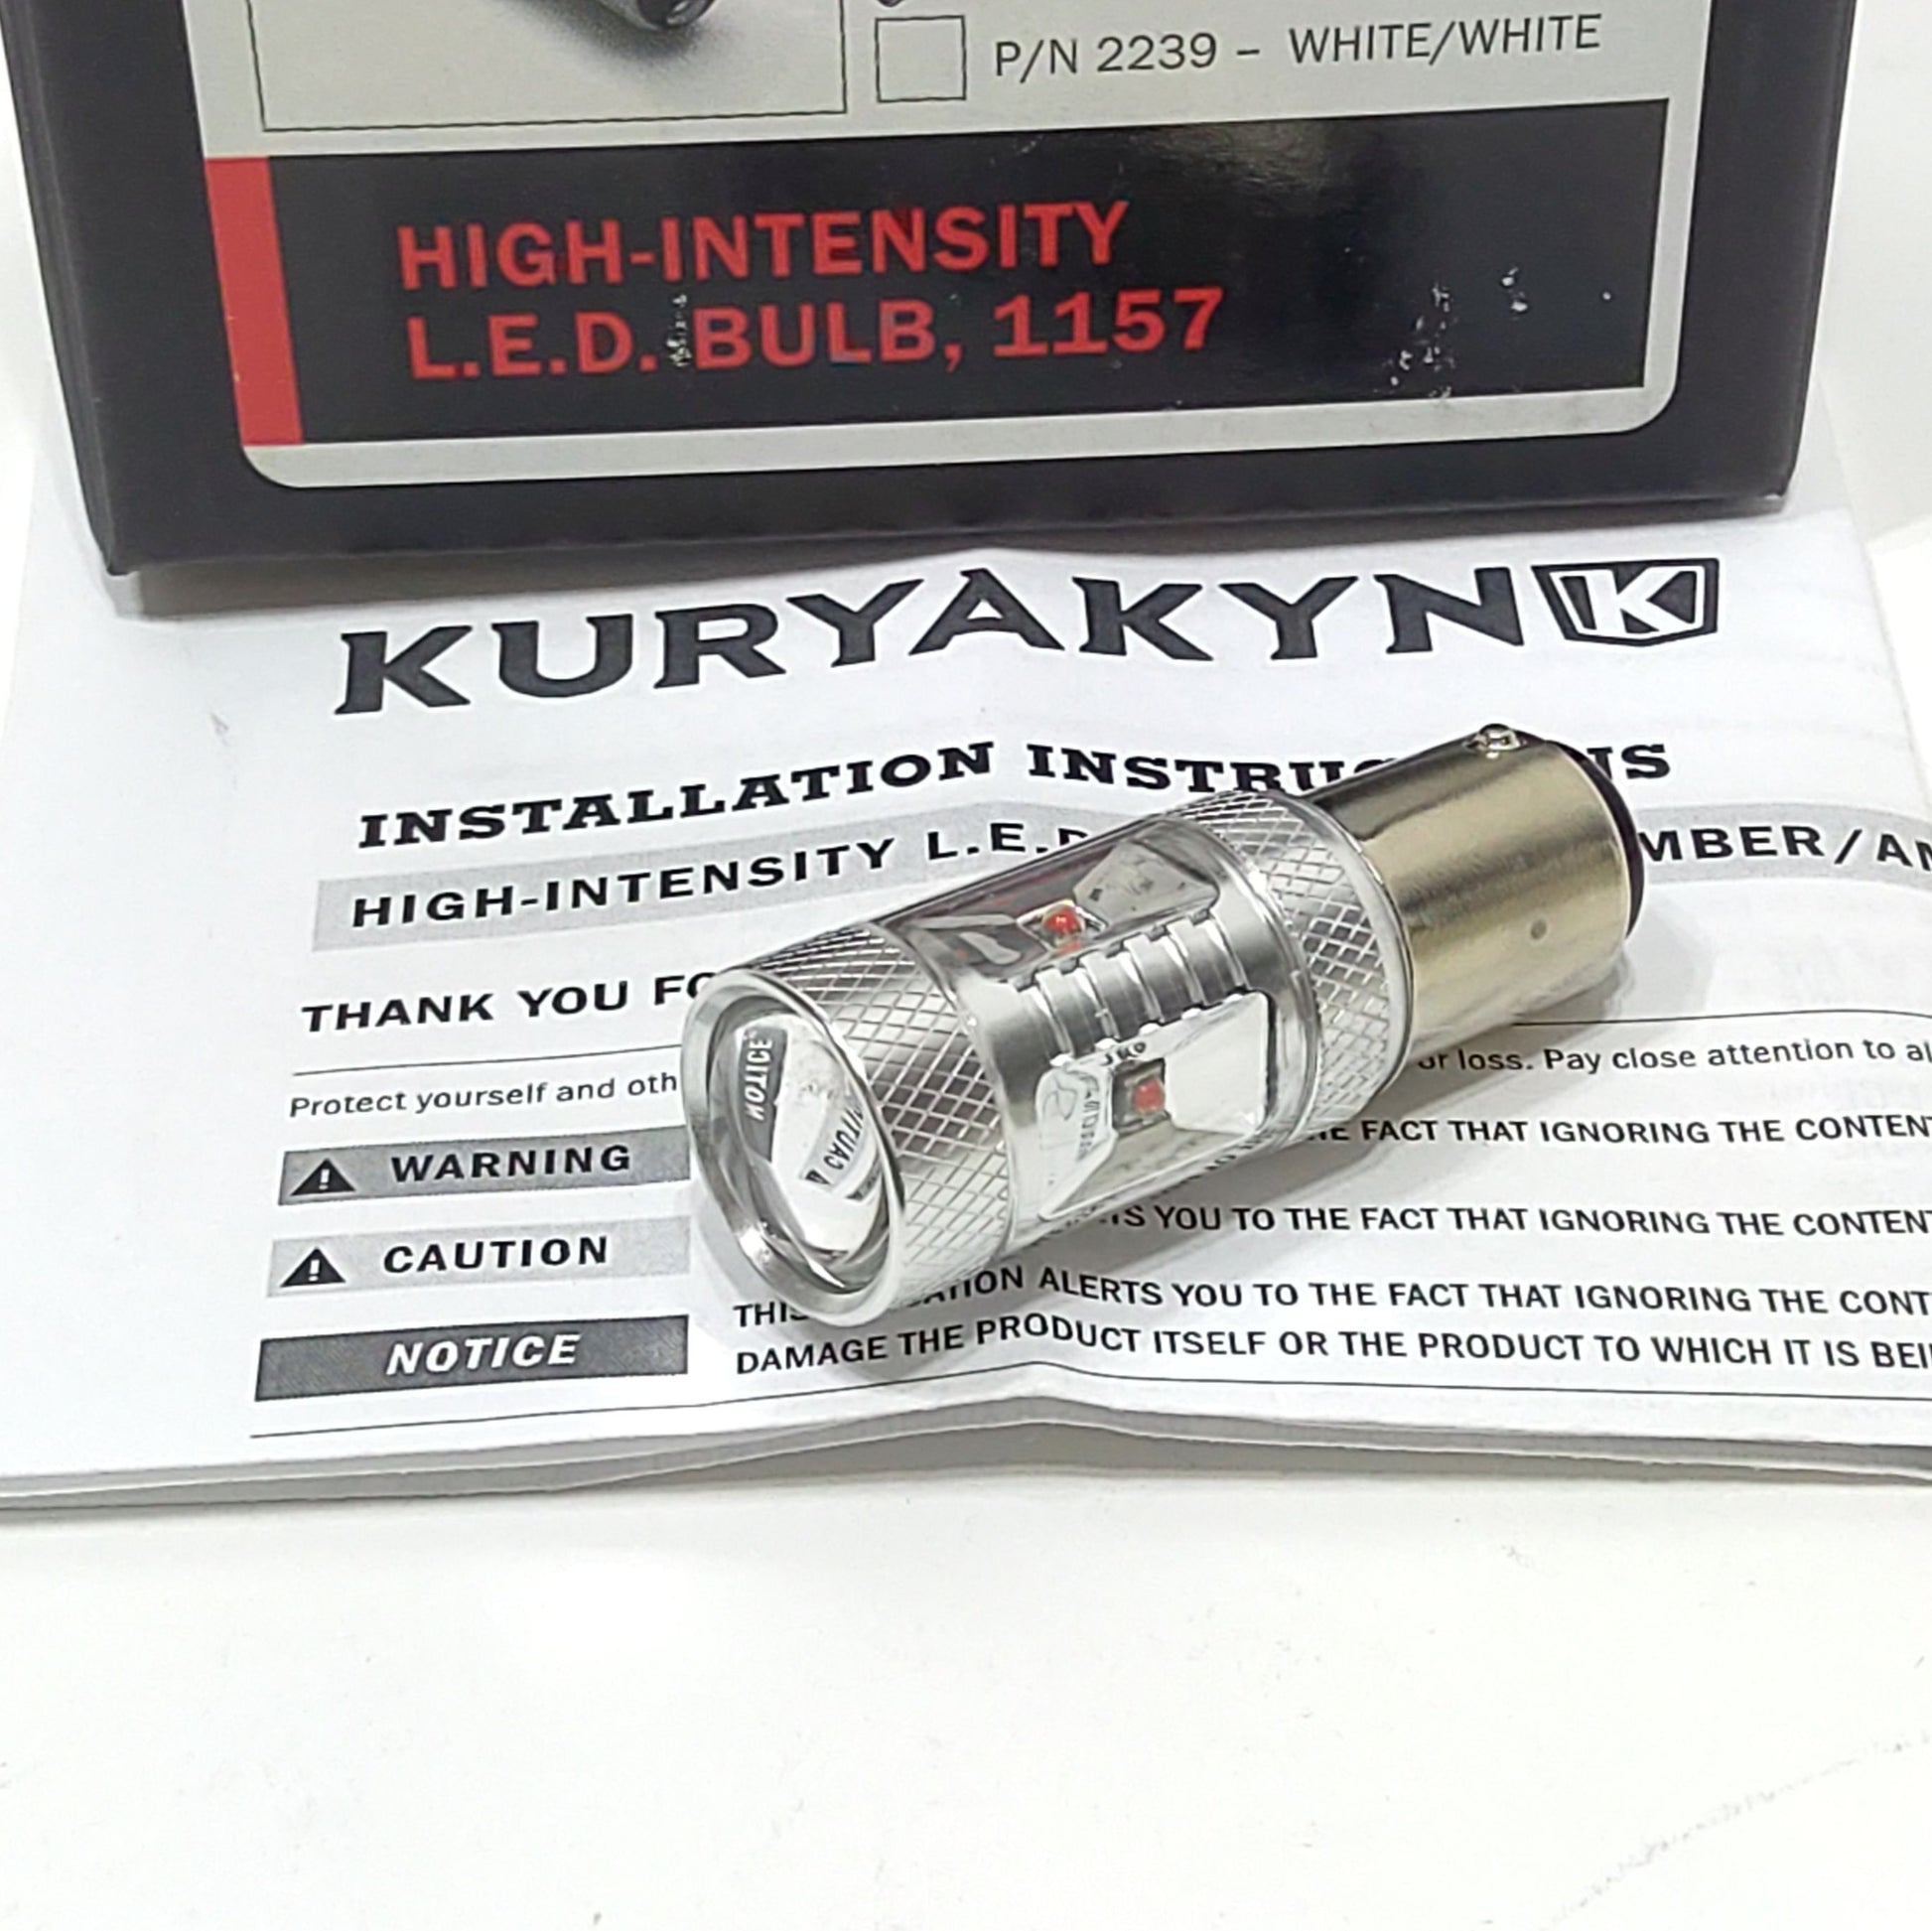 P/N 2239 – WHITE/WHITE
HIGH-INTENSITY
L.E.D. BULB, 1157
KURYAKYN K
INSTALLATION
HIGH-INTENSITY
THANK YOU
Protect yourself and
or loss. Pay close attention to
WARNING
FACT THAT IGNORING THE
CAUTION
YOU TO THE FACT THAT IGNORING THE
NOTICE
ALERTS YOU TO THE FACT THAT IGNORING THE
DAMAGE THE PRODUCT ITSELF OR THE PRODUCT TO WHICH IT IS
NOTICE